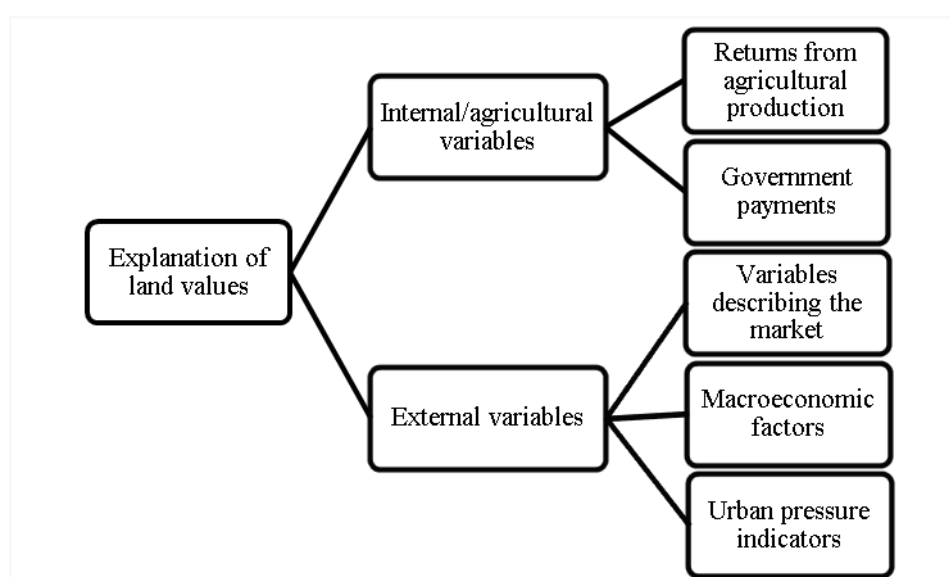 Explanation of
land values
Internal/agricultural
variables
Returns from
agricultural
production
Government
payments
External variables
Variables
describing the
market
Macroeconomic
factors
Urban pressure
indicators